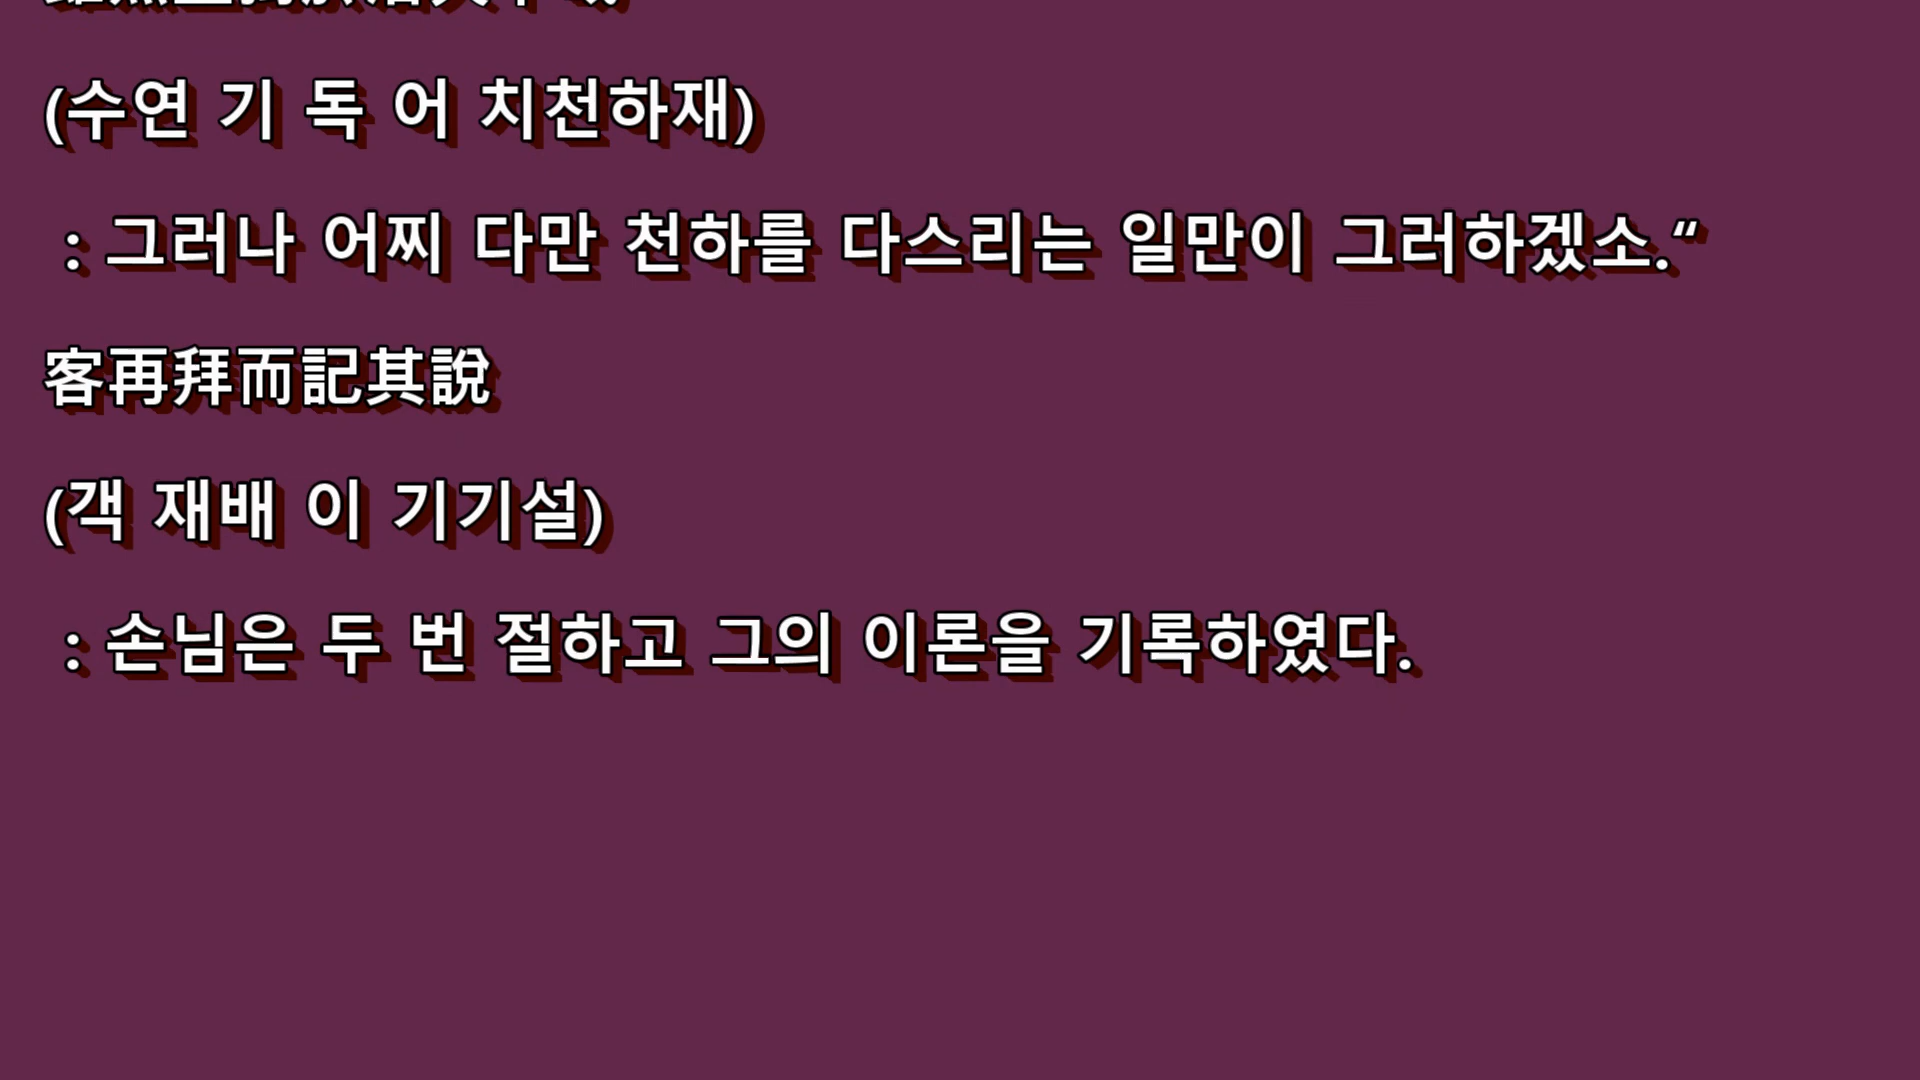 (수연 기 독 어 치천하재)
: 그러나 어찌 다만 천하를 다스리는 일만이 그러하겠소.“
客再拜而記其說
(객 재배 이 기기설)
: 손님은 두 번 절하고 그의 이론을 기록하였다.